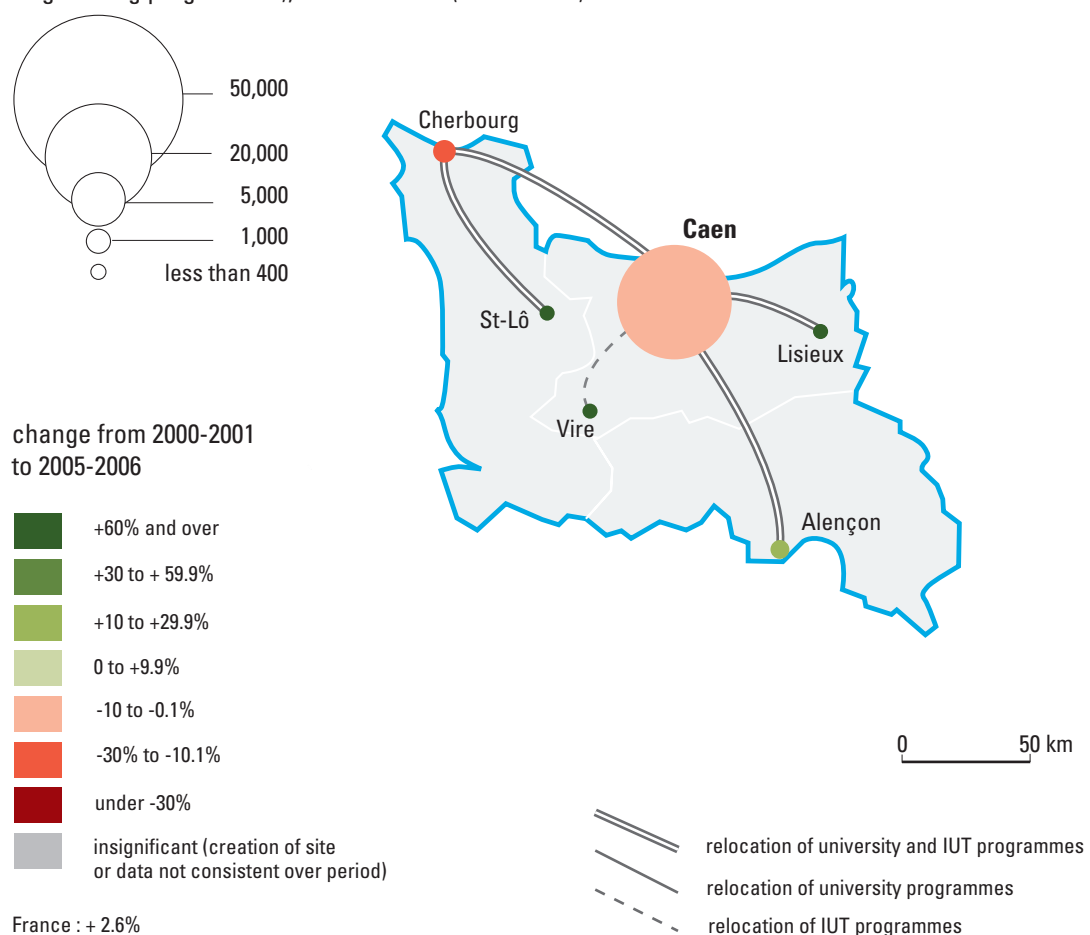 50,000
20,000
5,000
1,000
less than 400
Cherbourg
Caen
St-Lô
Lisieux
Vire
Alençon
change from 2000-2001
to 2005-2006
+60% and over
+30 to + 59.9%
+10 to +29.9%
0 to +9.9%
-10 to -0.1%
-30% to -10.1%
under -30%
insignificant (creation of site
or data not consistent over period)
France : + 2.6%
0 50 km
relocation of university and IUT programmes
relocation of university programmes
relocation of IUT programmes